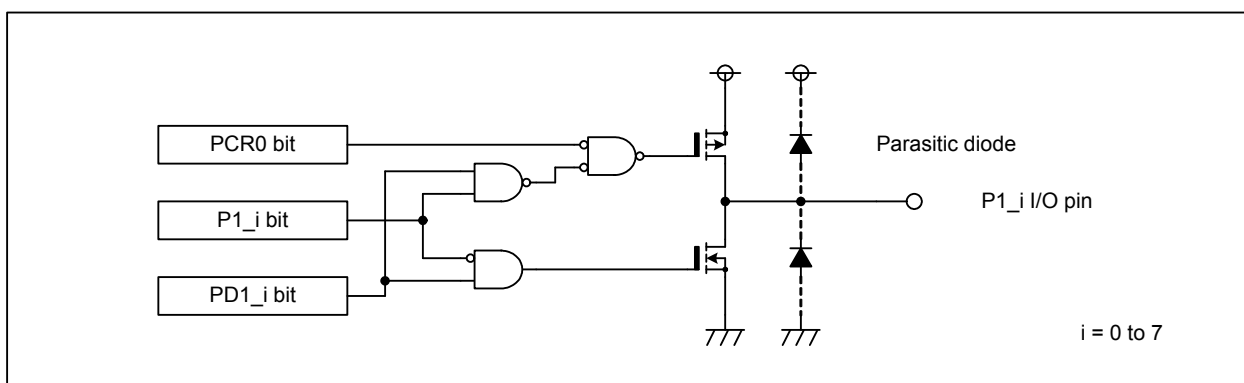 PCR0 bit
Parasitic diode
P1_i bit
P1_i I/O pin
PD1_i bit
i = 0 to 7